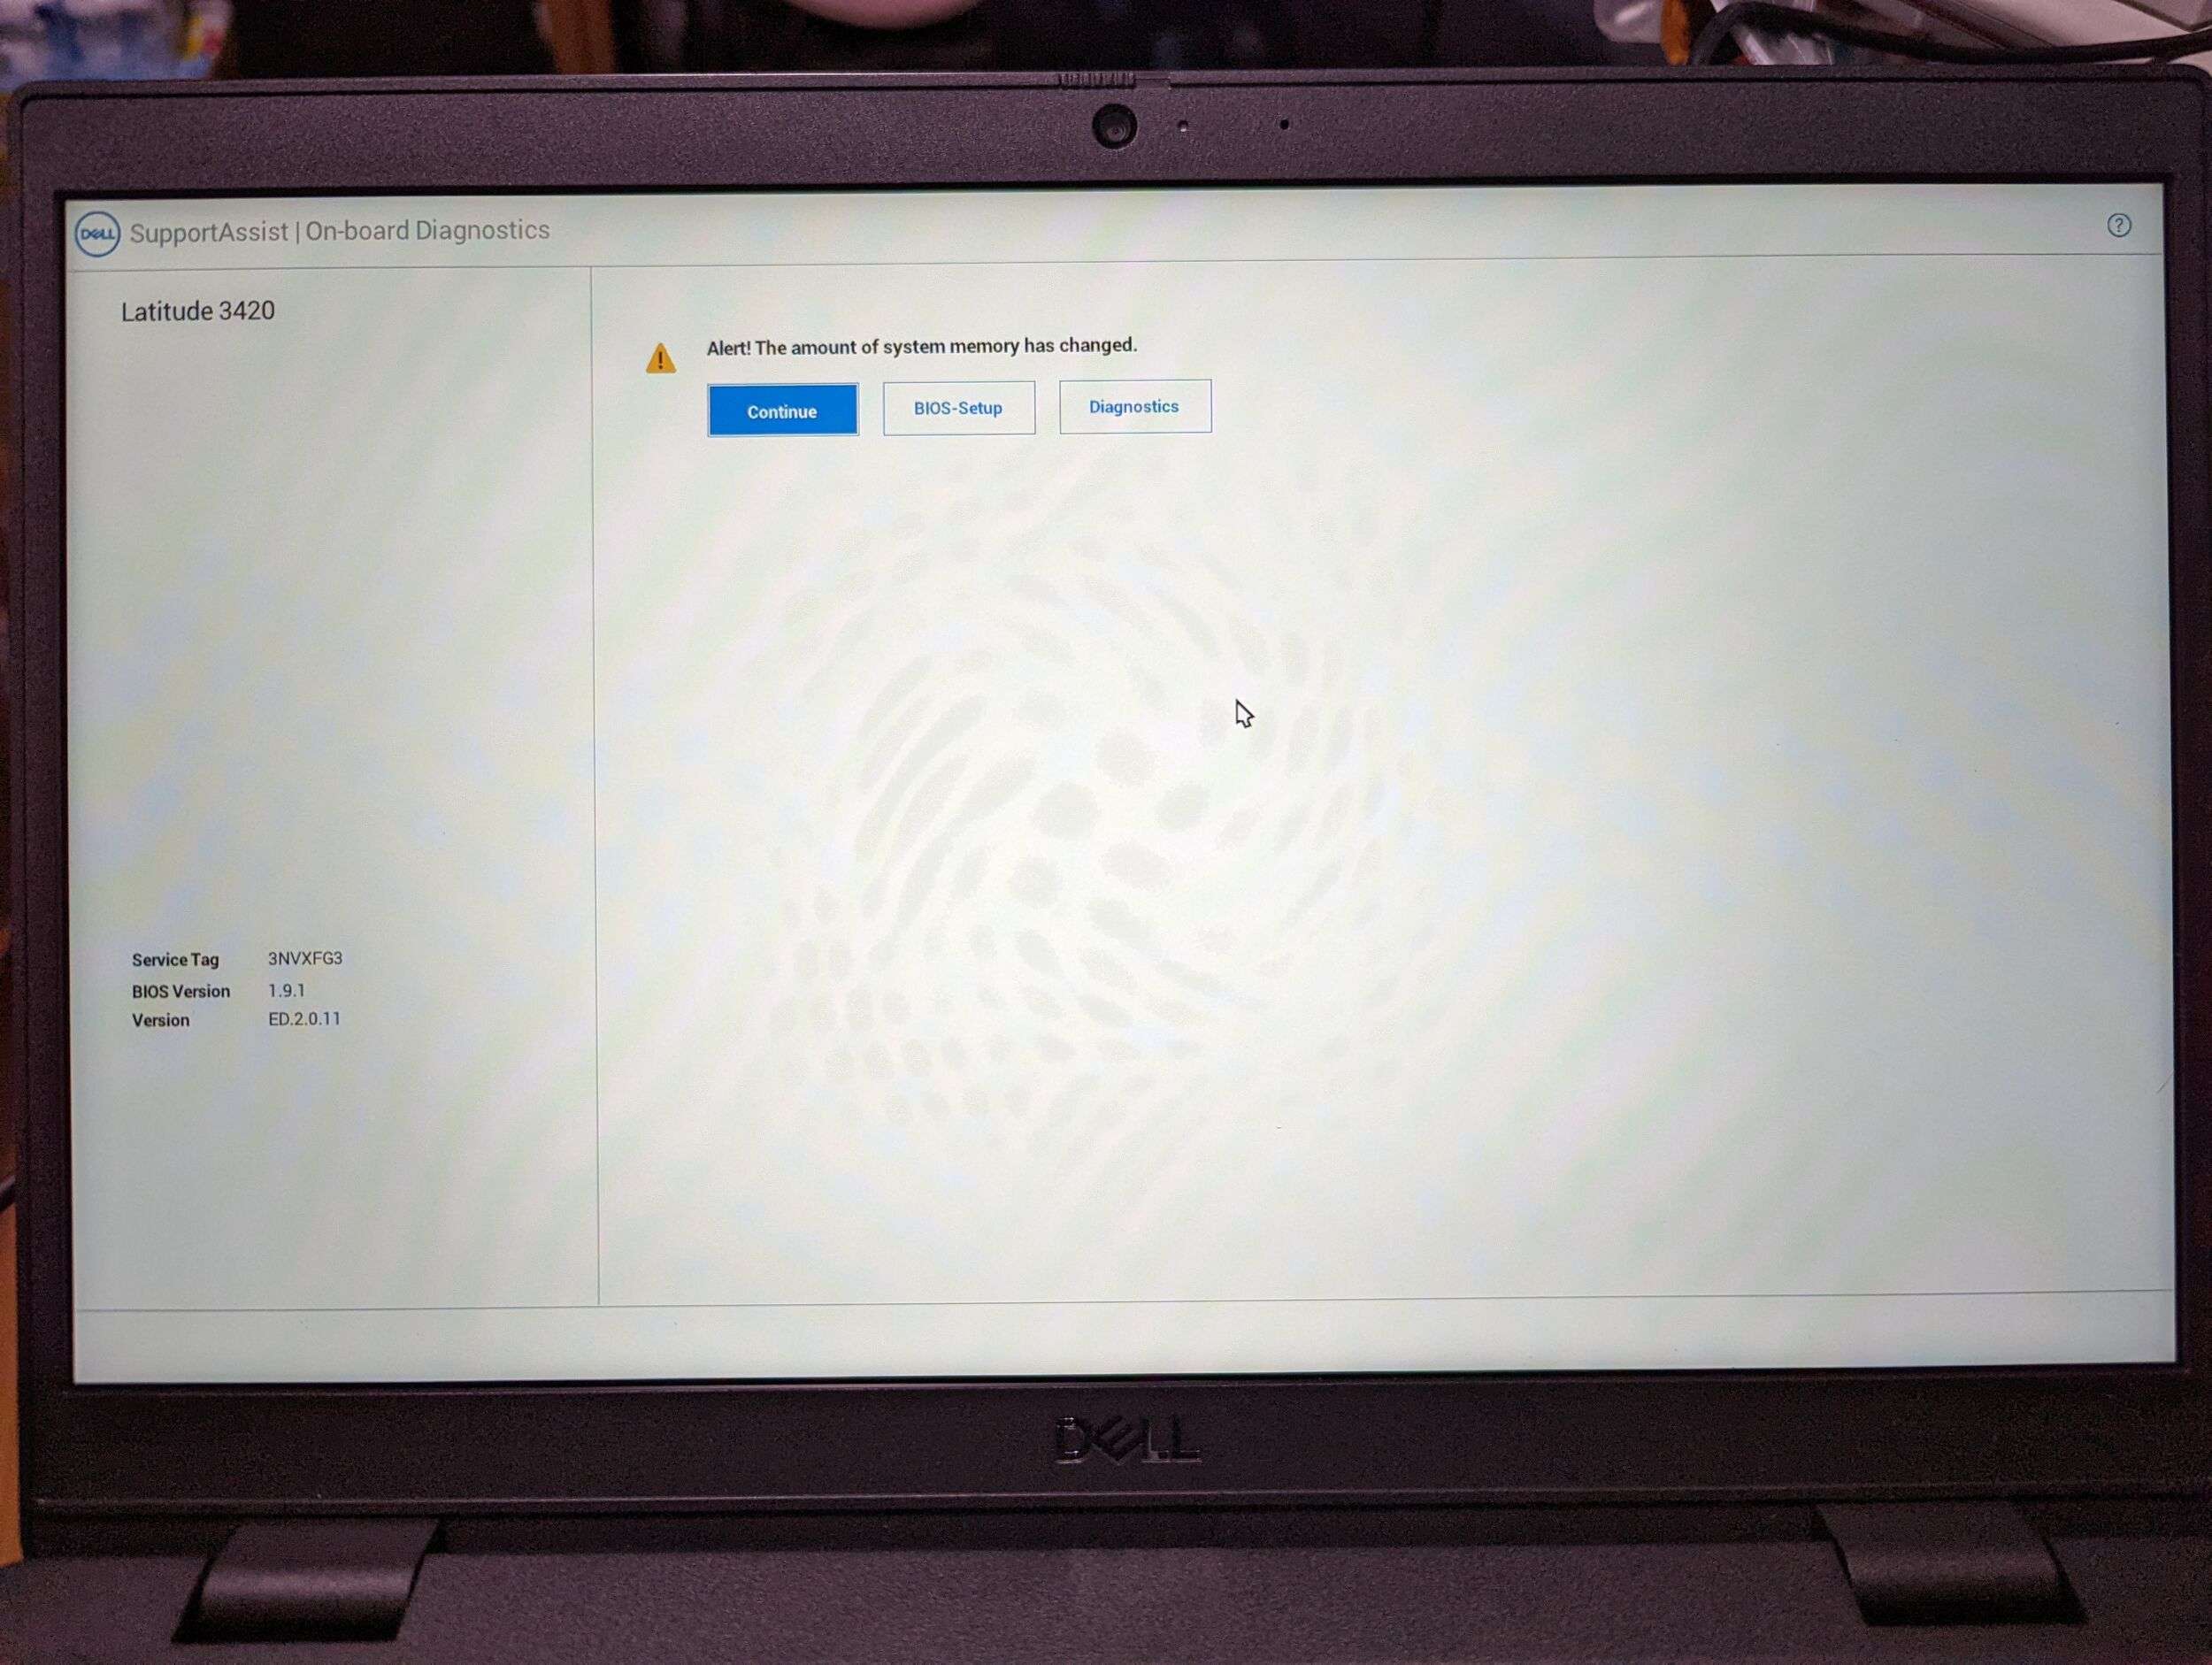 DELL SupportAssist | On-board Diagnostics ?
Latitude 3420
Alert! The amount of system memory has changed.
Continue BIOS-Setup Diagnostics
Service Tag 3NVXFG3
BIOS Version 1.9.1
Version ED.2.0.11
DELL